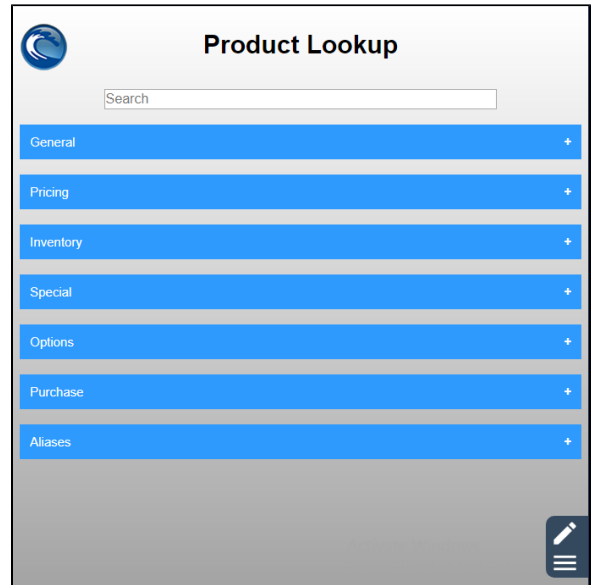 Product Lookup
Search
General +
Pricing +
Inventory +
Special +
Options +
Purchase +
Aliases +